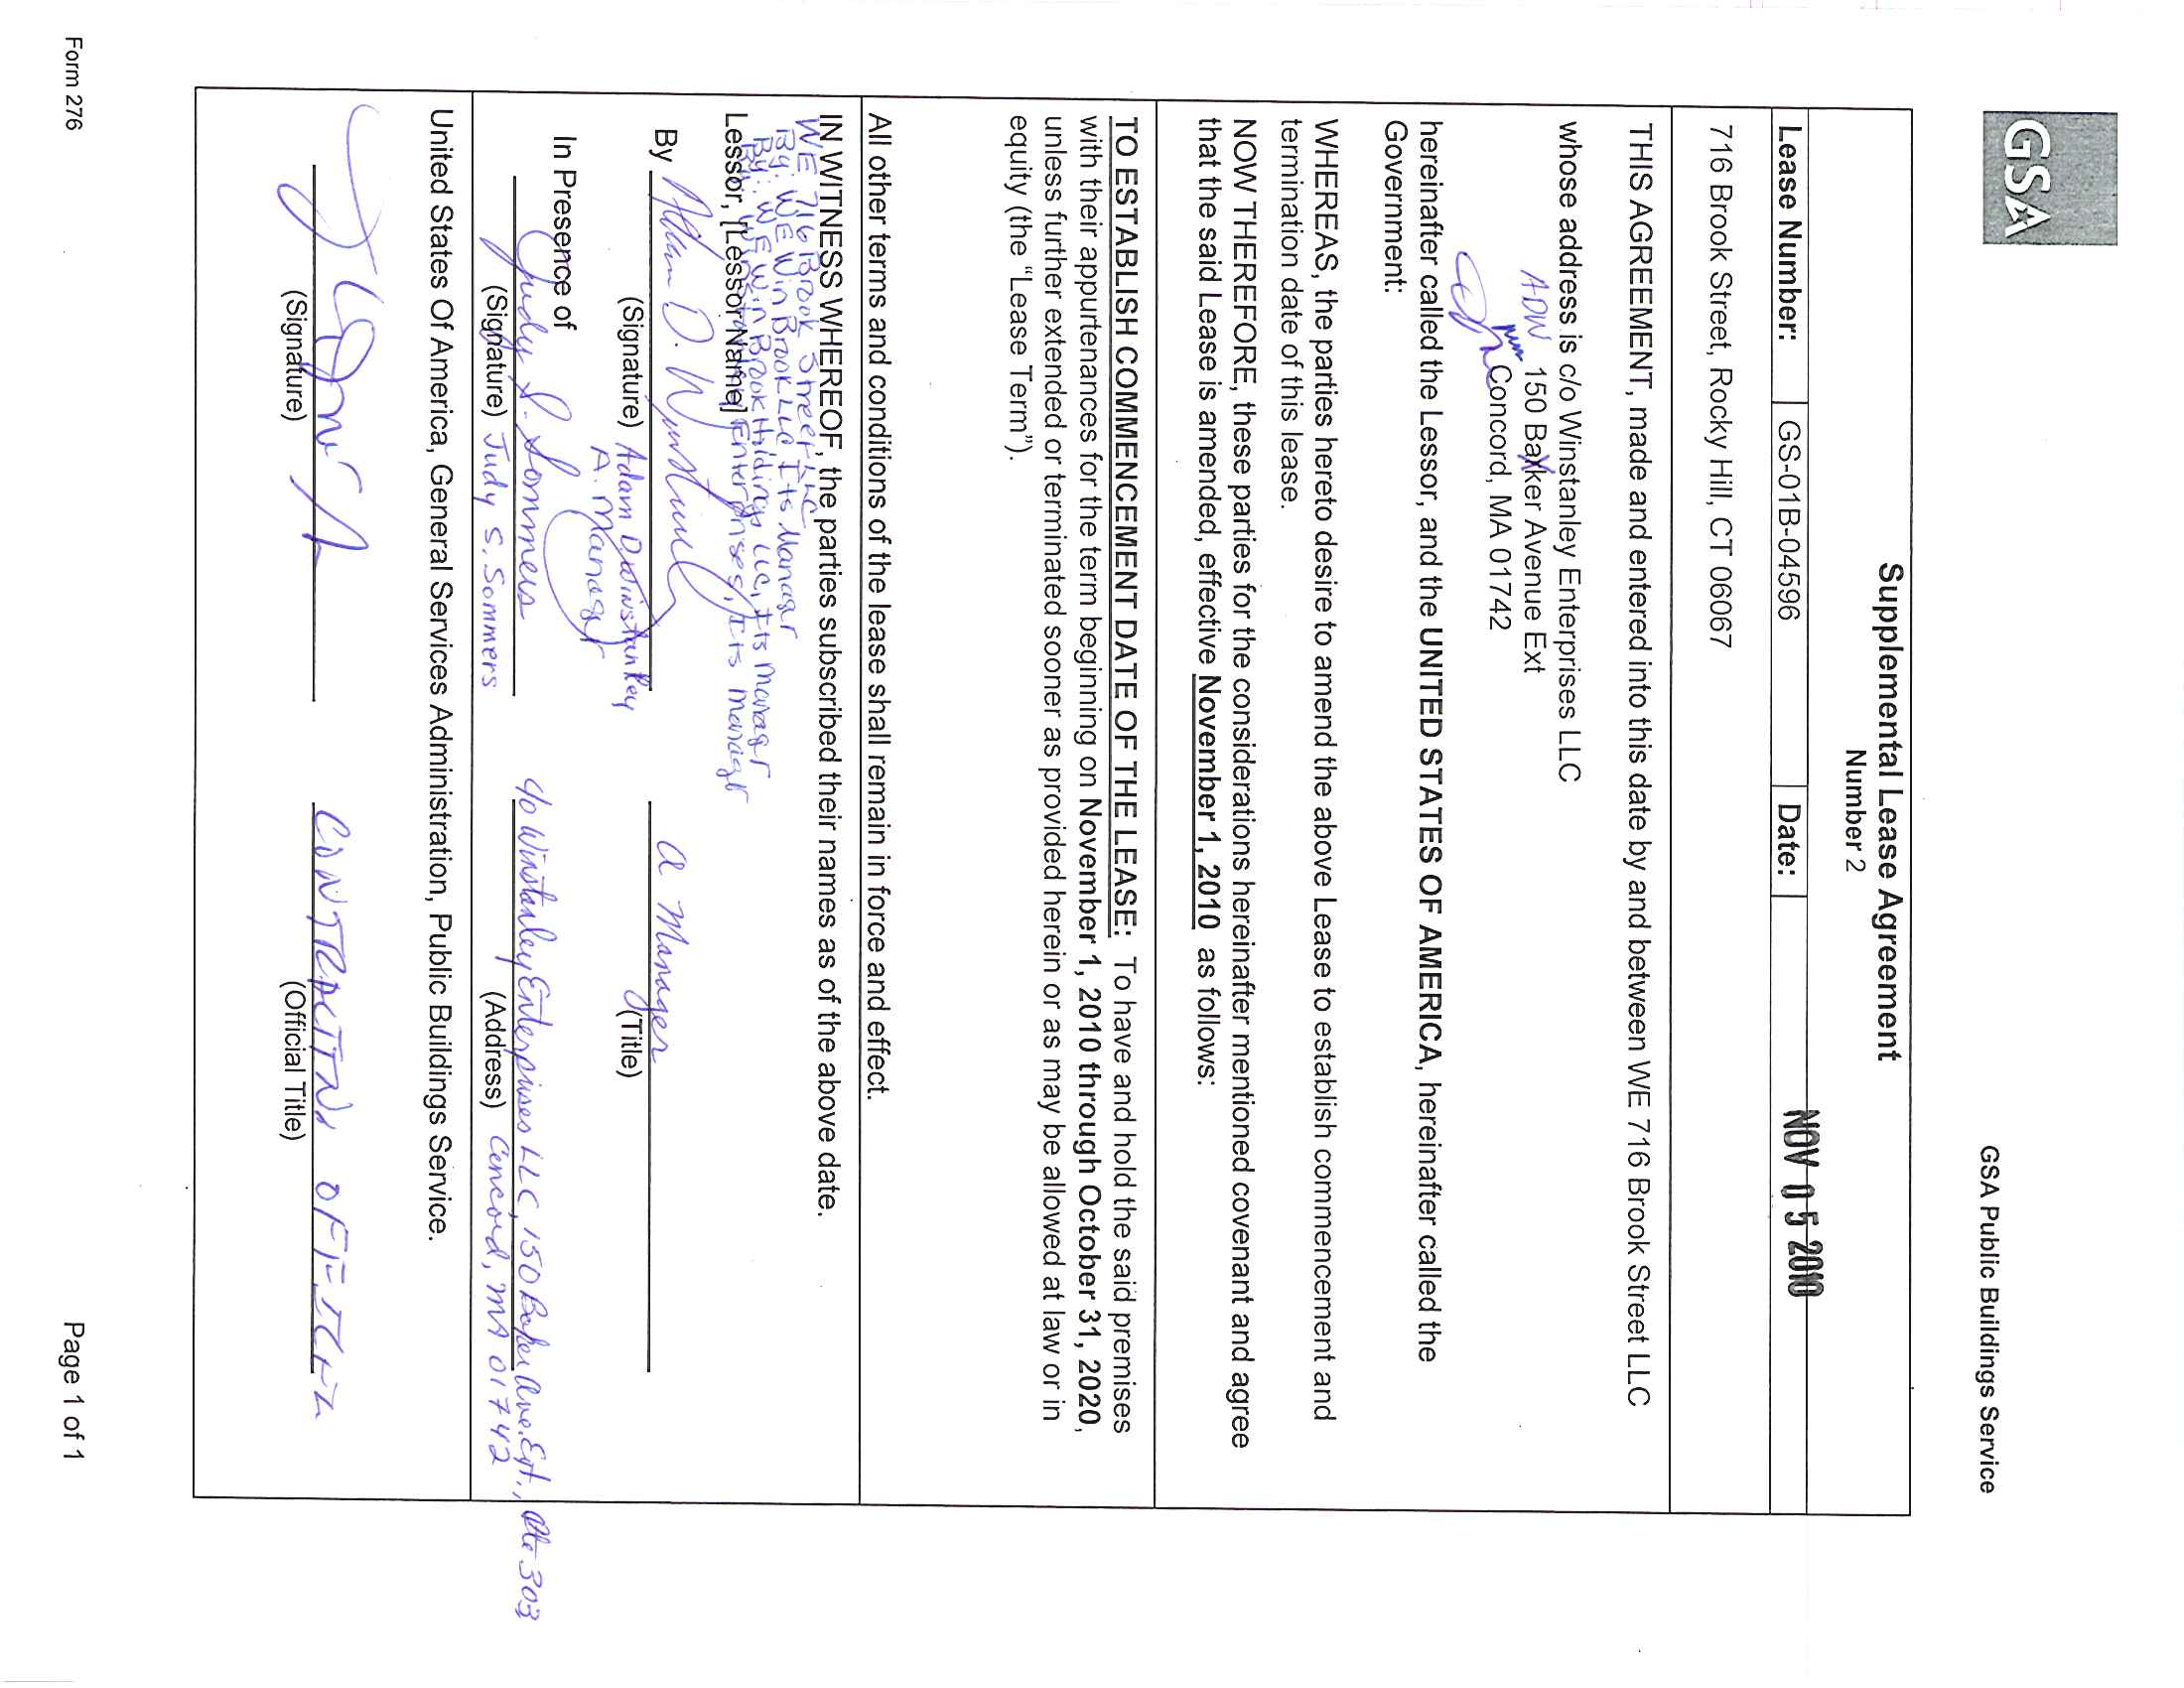 GSA
GSA Public Buildings Service
Supplemental Lease Agreement
Number 2
Lease Number: GS-01B-04596 Date: NOV 05 2010
716 Brook Street, Rocky Hill, CT 06067
THIS AGREEMENT, made and entered into this date by and between WE 716 Brook Street LLC
whose address is c/o Winstanley Enterprises LLC
ADW 150 Baxker Avenue Ext
Concord, MA 01742
hereinafter called the Lessor, and the UNITED STATES OF AMERICA, hereinafter called the
Government:
WHEREAS, the parties hereto desire to amend the above Lease to establish commencement and
termination date of this lease.
NOW THEREFORE, these parties for the considerations hereinafter mentioned covenant and agree
that the said Lease is amended, effective November 1, 2010 as follows:
TO ESTABLISH COMMENCEMENT DATE OF THE LEASE: To have and hold the said premises
with their appurtenances for the term beginning on November 1, 2010 through October 31, 2020,
unless further extended or terminated sooner as provided herein or as may be allowed at law or in
equity (the “Lease Term”).
All other terms and conditions of the lease shall remain in force and effect.
IN WITNESS WHEREOF, the parties subscribed their names as of the above date.
WE 716 Brook Street LLC
By: WE Win Brook LLC Its Manager
By: WE Win Brook Holdings LLC, Its Manager
By: Winstanley Enterprises, Its Manager
Lessor, [Lessor Name]
By Adam D. Winstanley a Manager
(Signature) Adam D Winstanley (Title)
A. Manager
In Presence of
Judy S. Sommers c/o Winstanley Enterprises LLC, 150 Baker Ave. Ext., Ste 303
(Signature) Judy S. Sommers (Address) Concord, MA 01742
United States Of America, General Services Administration, Public Buildings Service.
CONTRACTING OFFICER
(Signature) (Official Title)
Form 276
Page 1 of 1